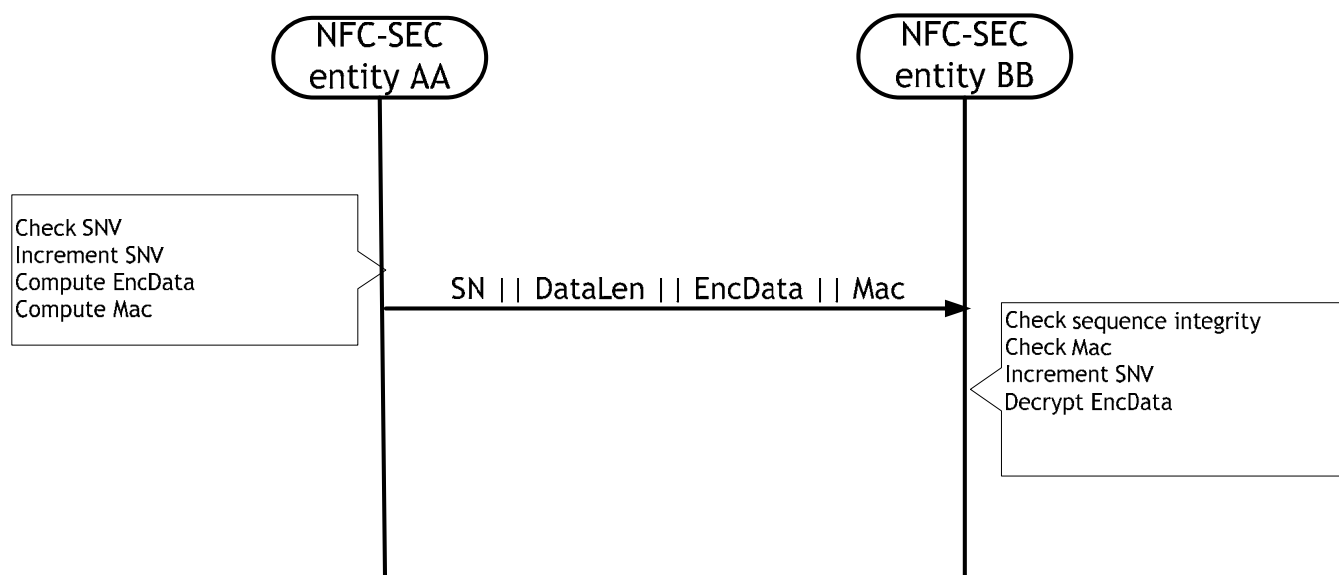 NFC-SEC
entity AA
NFC-SEC
entity BB
Check SNV
Increment SNV
Compute EncData
Compute Mac
SN || DataLen || EncData || Mac
Check sequence integrity
Check Mac
Increment SNV
Decrypt EncData